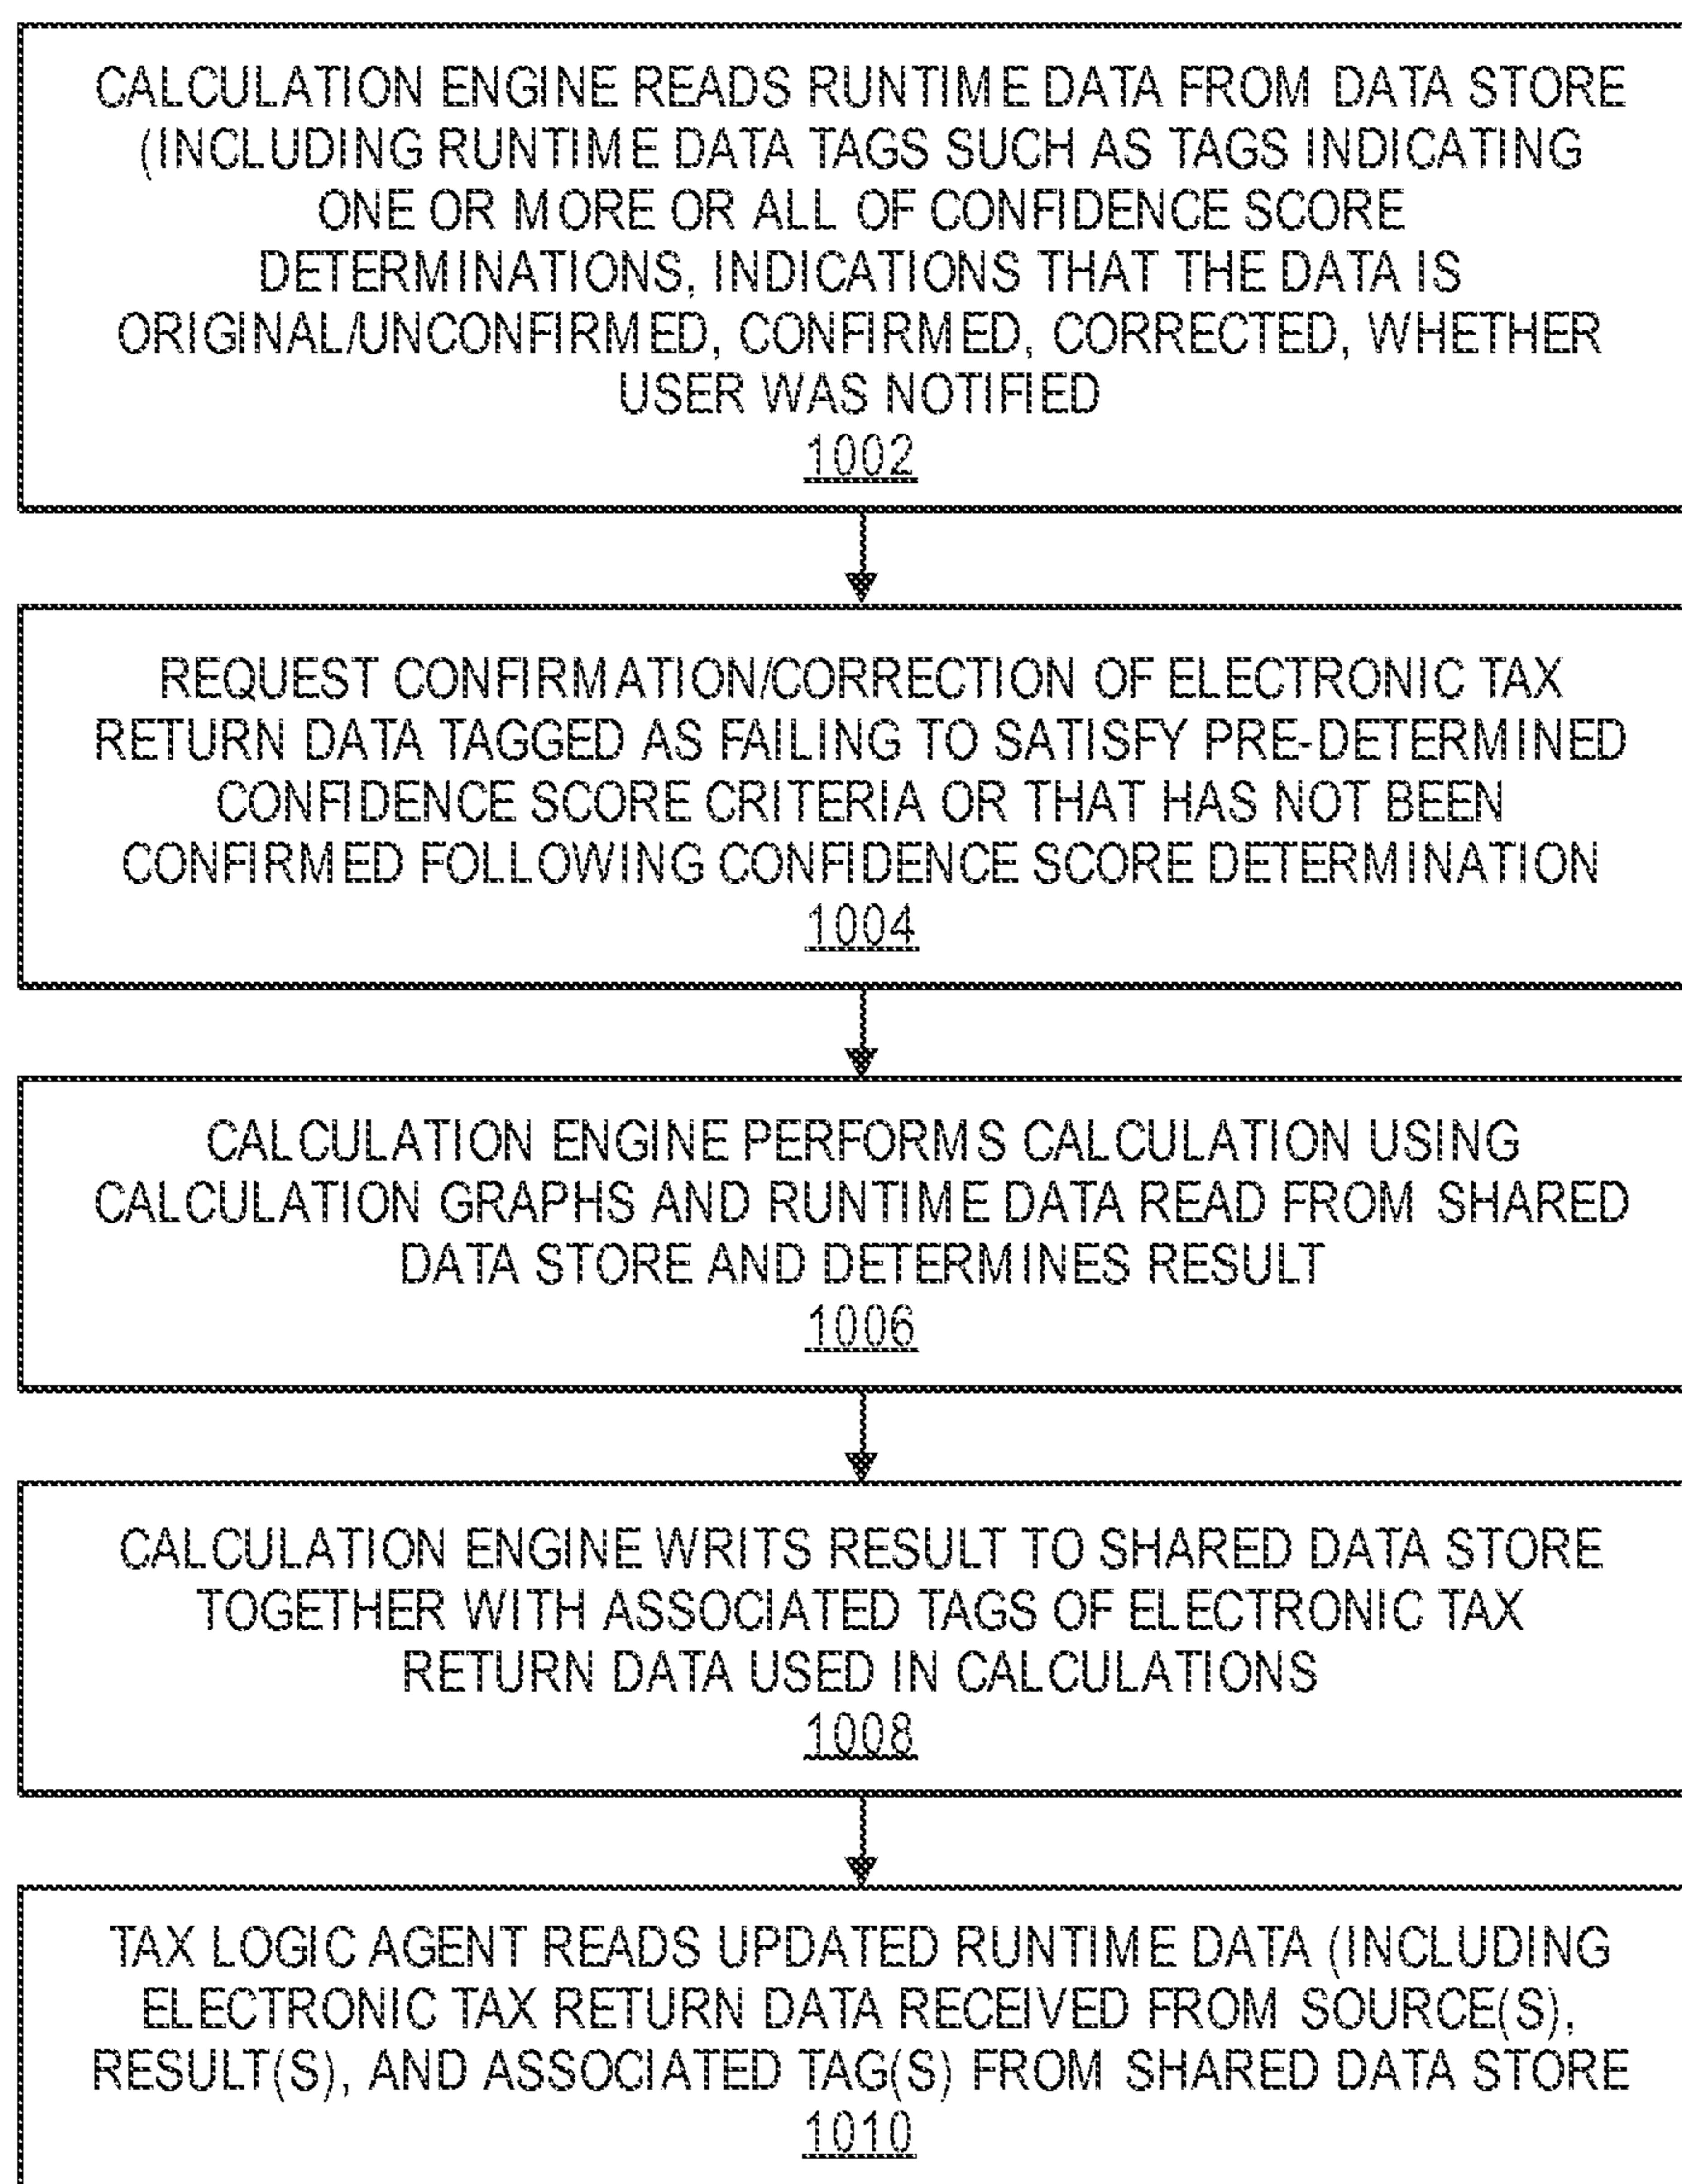 CALCULATION ENGINE READS RUNTIME DATA FROM DATA STORE
(INCLUDING RUNTIME DATA TAGS SUCH AS TAGS INDICATING
ONE OR MORE OR ALL OF CONFIDENCE SCORE
DETERMINATIONS, INDICATIONS THAT THE DATA IS
ORIGINAL/UNCONFIRMED, CONFIRMED, CORRECTED, WHETHER
USER WAS NOTIFIED
1002
REQUEST CONFIRMATION/CORRECTION OF ELECTRONIC TAX
RETURN DATA TAGGED AS FAILING TO SATISFY PRE-DETERMINED
CONFIDENCE SCORE CRITERIA OR THAT HAS NOT BEEN
CONFIRMED FOLLOWING CONFIDENCE SCORE DETERMINATION
1004
CALCULATION ENGINE PERFORMS CALCULATION USING
CALCULATION GRAPHS AND RUNTIME DATA READ FROM SHARED
DATA STORE AND DETERMINES RESULT
1006
CALCULATION ENGINE WRITS RESULT TO SHARED DATA STORE
TOGETHER WITH ASSOCIATED TAGS OF ELECTRONIC TAX
RETURN DATA USED IN CALCULATIONS
1008
TAX LOGIC AGENT READS UPDATED RUNTIME DATA (INCLUDING
ELECTRONIC TAX RETURN DATA RECEIVED FROM SOURCE(S),
RESULT(S), AND ASSOCIATED TAG(S) FROM SHARED DATA STORE
1010